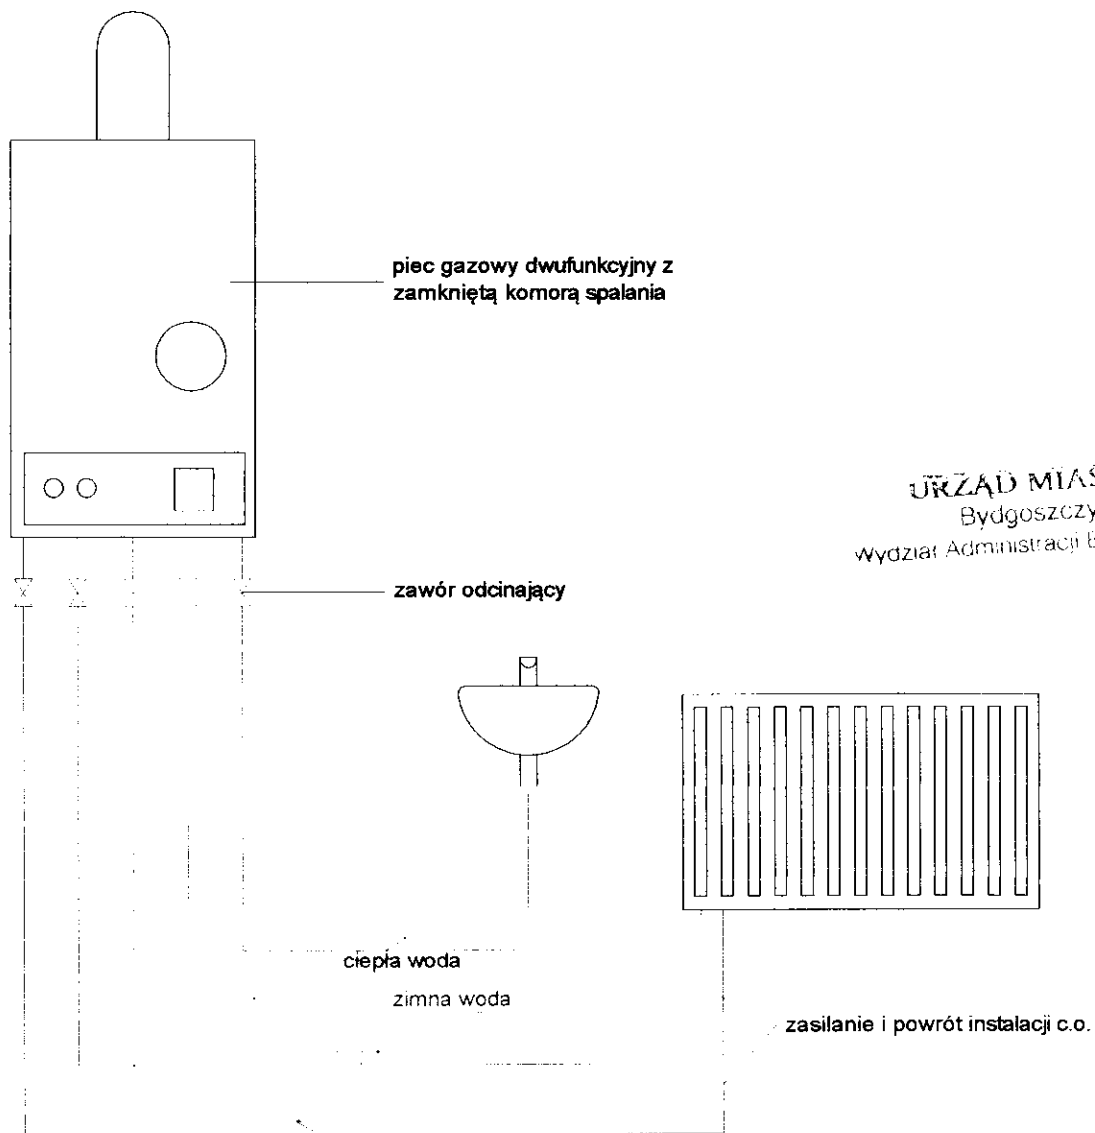 piec gazowy dwufunkcyjny z
zamkniętą komorą spalania
URZĄD
Bydgoszczy
Wydział Administracji
zawór odcinający
ciepła woda
zimna woda
zasilanie i powrót instalacji c.o.